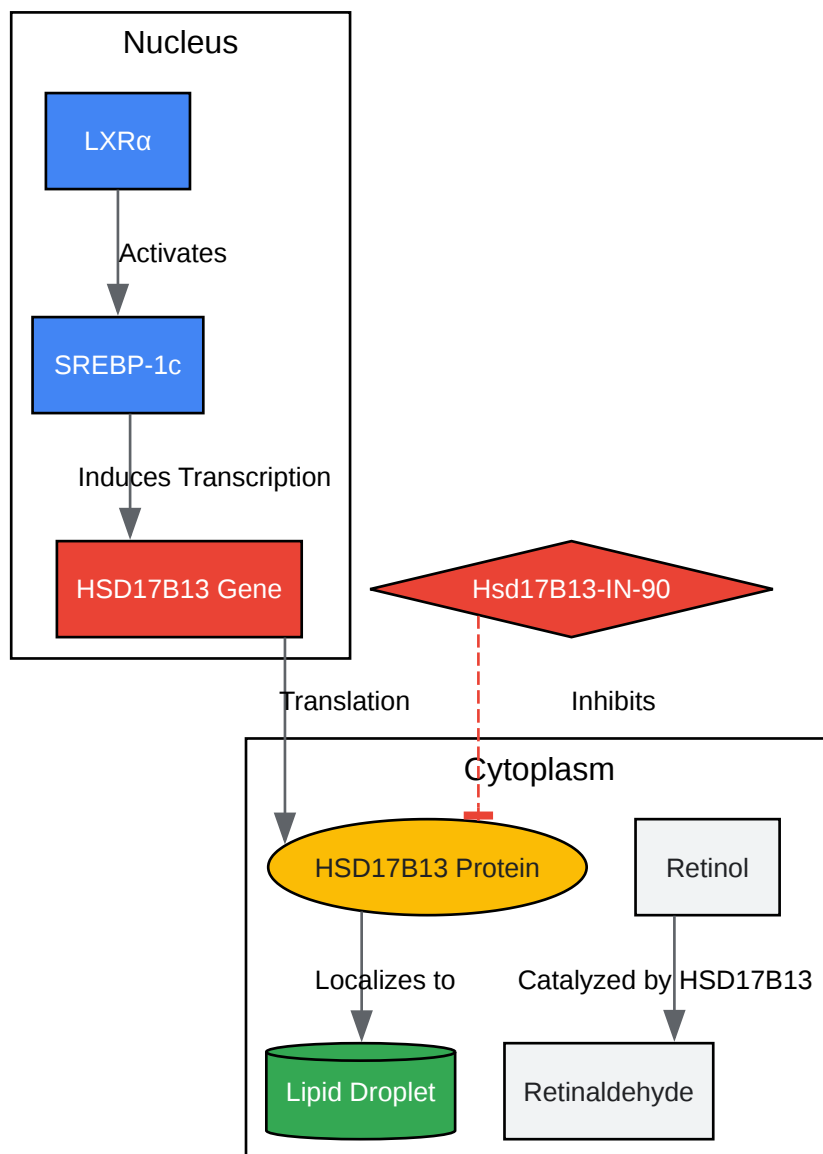 Nucleus
LXRα
Activates
SREBP-1c
Induces Transcription
HSD17B13 Gene
Hsd17B13-IN-90
Translation
Inhibits
Cytoplasm
HSD17B13 Protein
Retinol
Localizes to
Catalyzed by HSD17B13
Lipid Droplet
Retinaldehyde